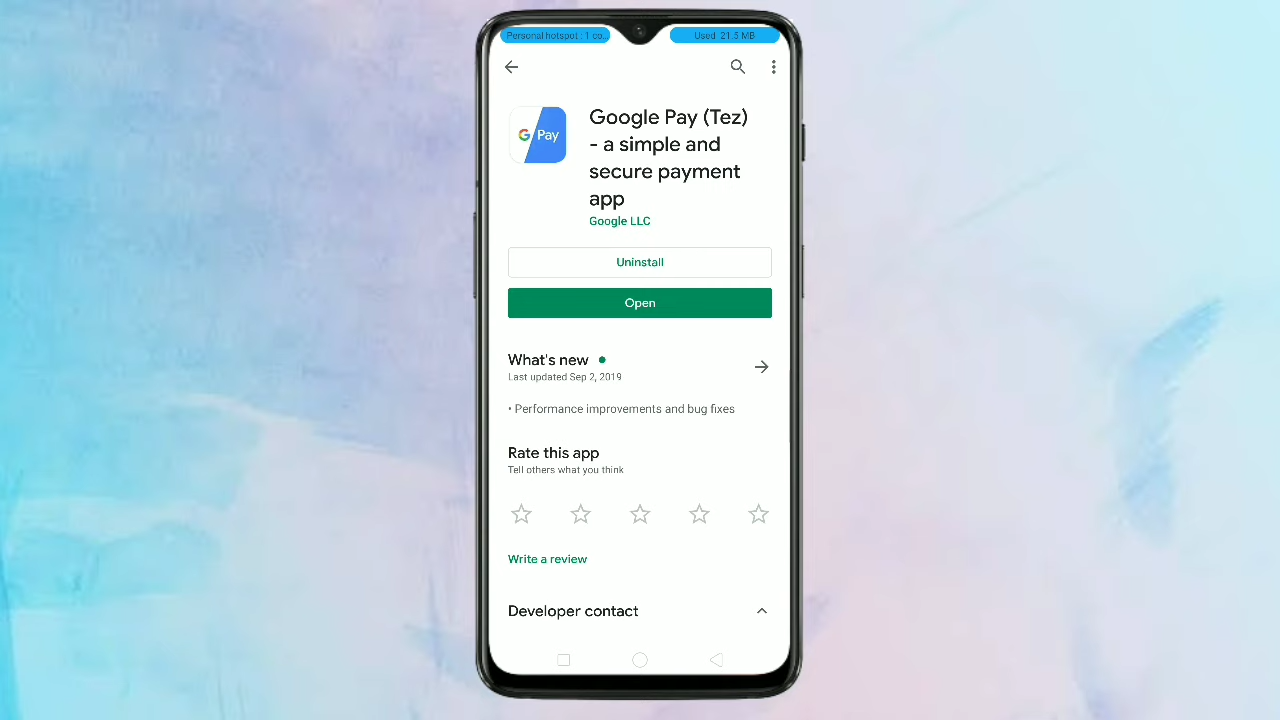 Personal hotspot : 1 co..
Used 21.5 MB
G Pay
Google Pay (Tez)
- a simple and
secure payment
app
Google LLC
Uninstall
Open
What's new
Last updated Sep 2, 2019
• Performance improvements and bug fixes
Rate this app
Tell others what you think
Write a review
Developer contact